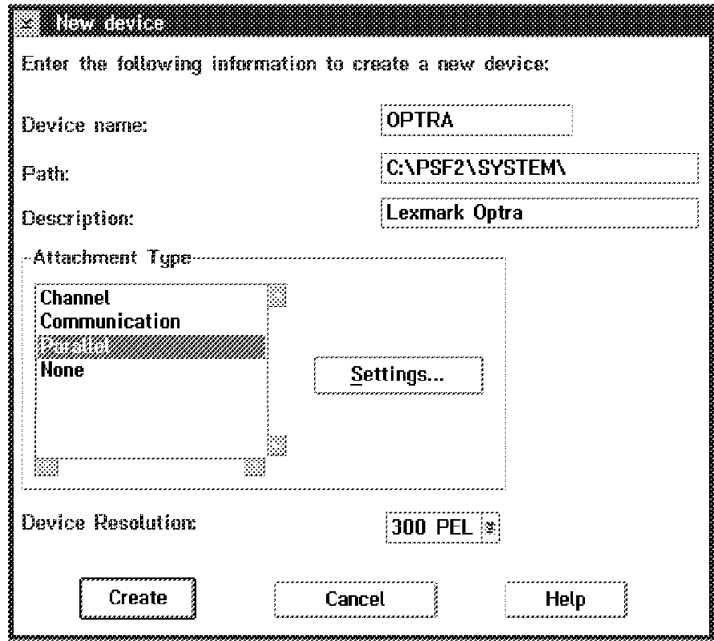 New device
Enter the following information to create a new device:
Device name: OPTRA
Path: C:\PSF2\SYSTEM\
Description: Lexmark Optra
Attachment Type
Channel
Communication
Parallel
None
Settings...
Device Resolution: 300 PEL
Create Cancel Help